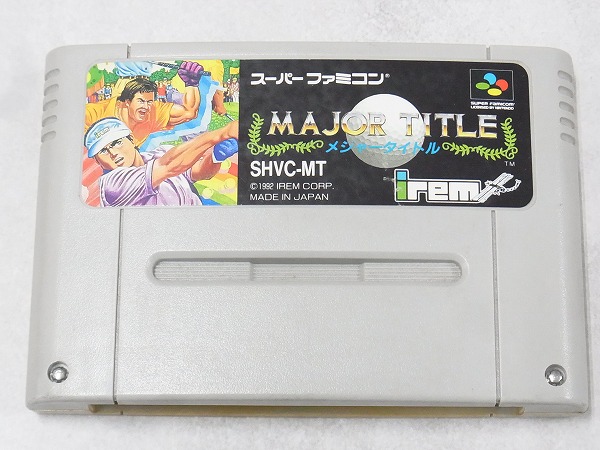 スーパーファミコン®
SUPER FAMICOM
LICENSED BY NINTENDO
MAJOR TITLE
メジャータイトル
TM
SHVC-MT
©1992 IREM CORP.
MADE IN JAPAN
irem